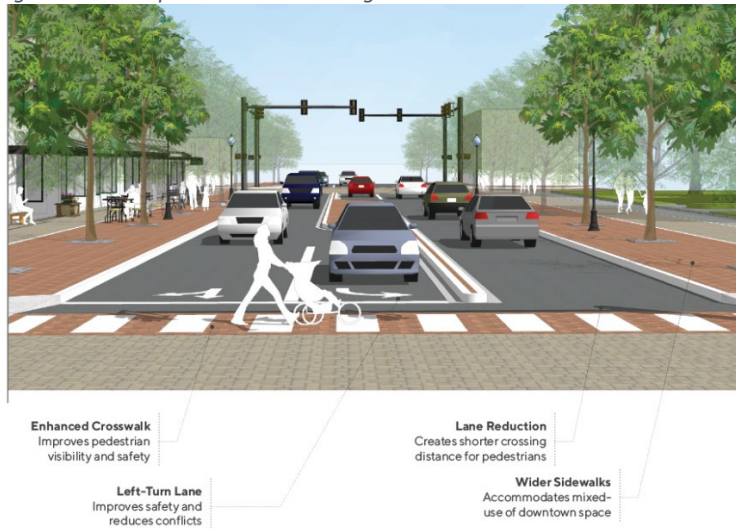 Enhanced Crosswalk
Improves pedestrian
visibility and safety
Left-Turn Lane
Improves safety and
reduces conflicts
Lane Reduction
Creates shorter crossing
distance for pedestrians
Wider Sidewalks
Accommodates mixed-
use of downtown space